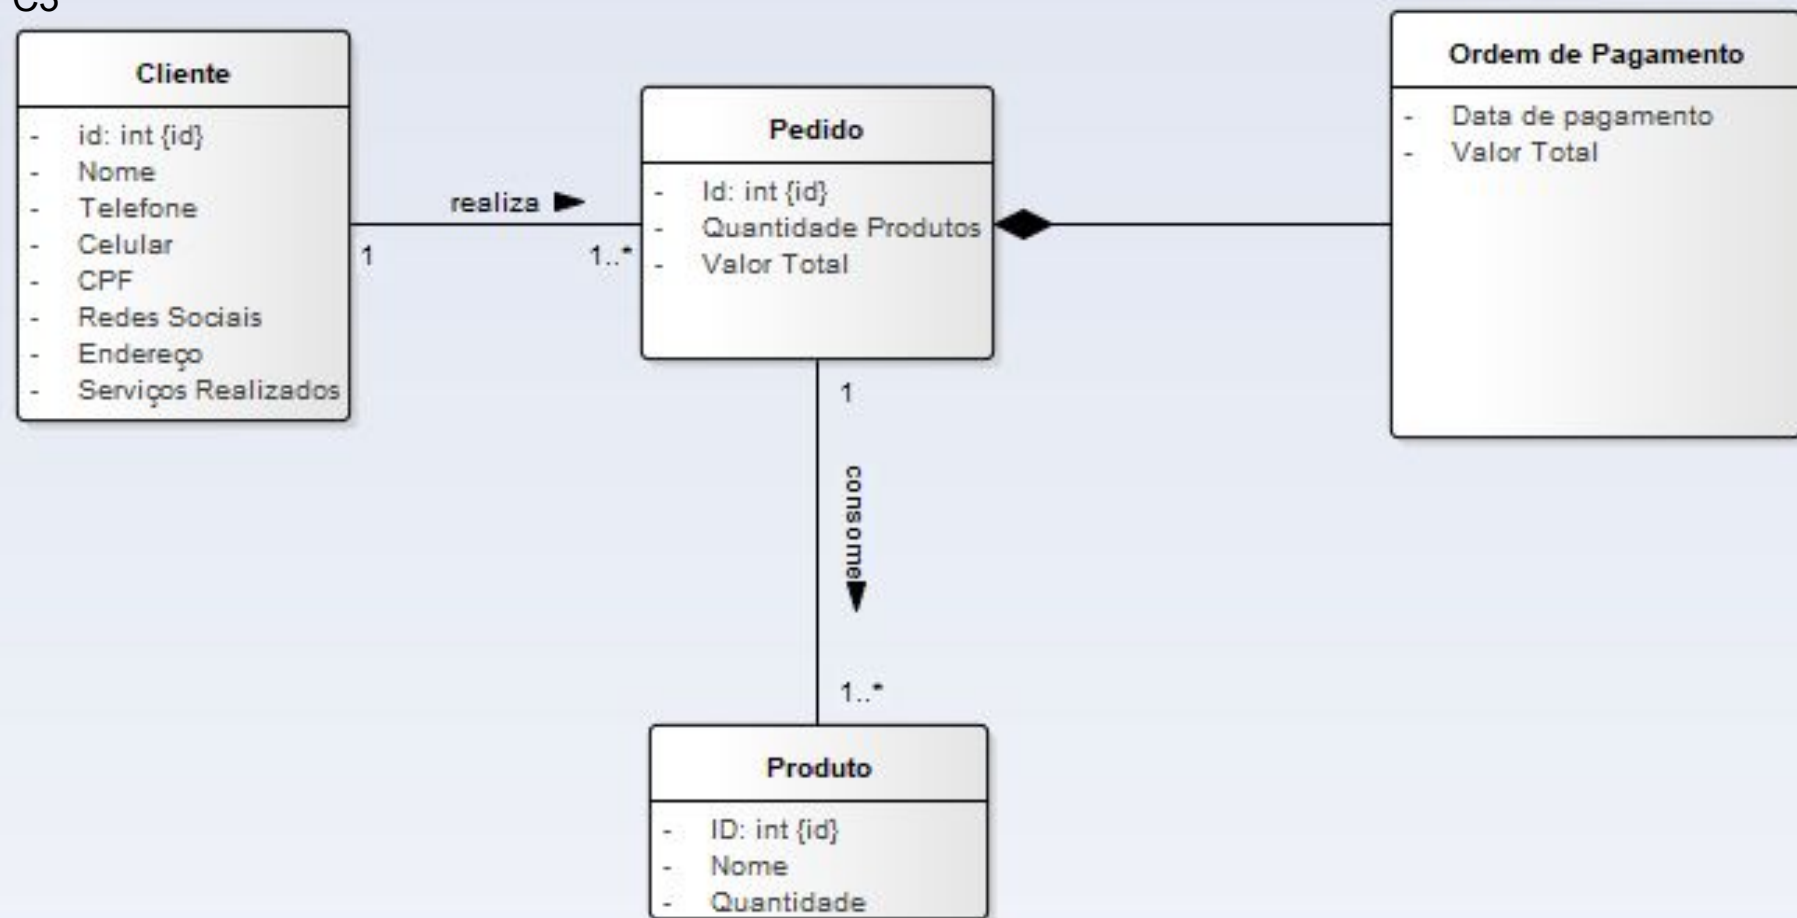 C3
Cliente
- id: int {id}
- Nome
- Telefone
- Celular
- CPF
- Redes Sociais
- Endereço
- Serviços Realizados
realiza
1
1..*
Pedido
- Id: int {id}
- Quantidade Produtos
- Valor Total
Ordem de Pagamento
- Data de pagamento
- Valor Total
1
consome
1..*
Produto
- ID: int {id}
- Nome
- Quantidade